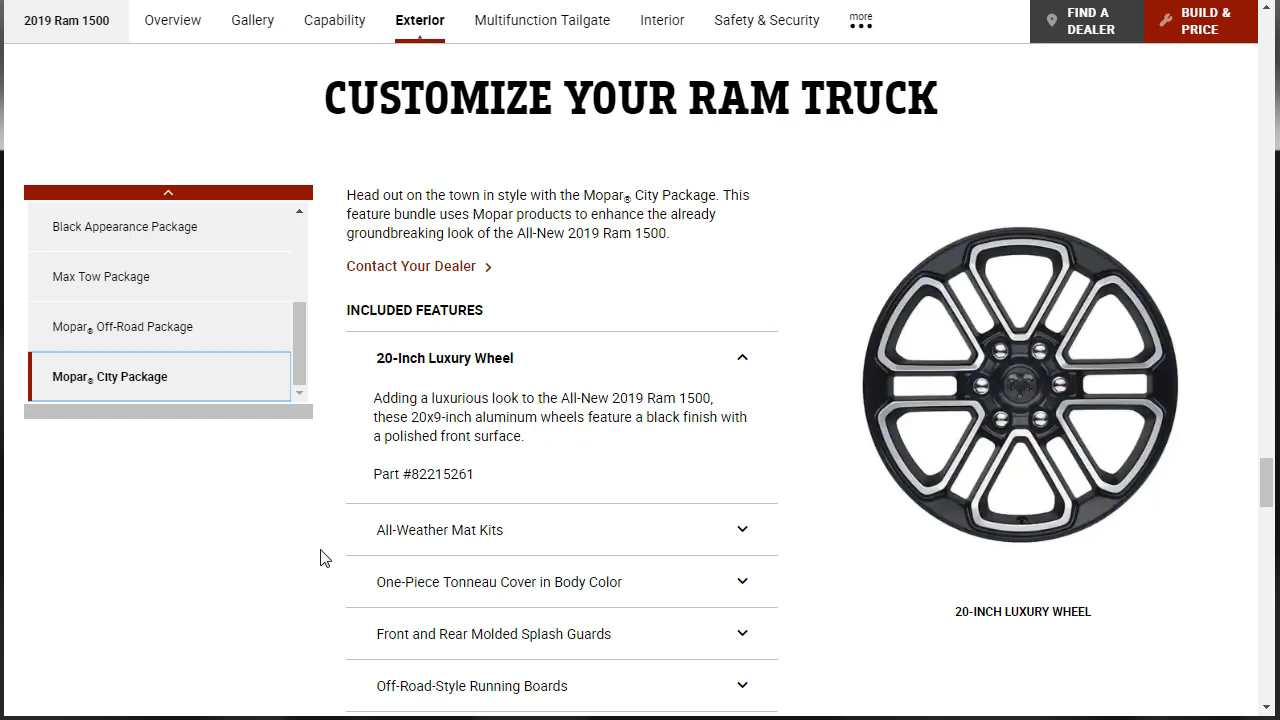 2019 Ram 1500
Overview
Gallery
Capability
Exterior
Multifunction Tailgate
Interior
Safety & Security
more
FIND A
DEALER
BUILD &
PRICE
CUSTOMIZE YOUR RAM TRUCK
Black Appearance Package
Max Tow Package
Mopar® Off-Road Package
Mopar® City Package
Head out on the town in style with the Mopar® City Package. This
feature bundle uses Mopar products to enhance the already
groundbreaking look of the All-New 2019 Ram 1500.
Contact Your Dealer
INCLUDED FEATURES
20-Inch Luxury Wheel
Adding a luxurious look to the All-New 2019 Ram 1500,
these 20x9-inch aluminum wheels feature a black finish with
a polished front surface.
Part #82215261
All-Weather Mat Kits
One-Piece Tonneau Cover in Body Color
Front and Rear Molded Splash Guards
Off-Road-Style Running Boards
20-INCH LUXURY WHEEL